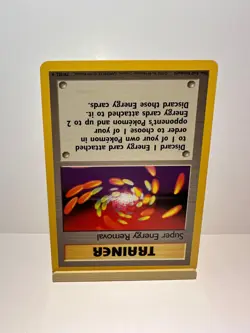 TRAINER
Super Energy Removal
Discard 1 Energy card attached
to 1 of your own Pokémon in
order to choose 1 of your
opponent's Pokémon and up to 2
Energy cards attached to it.
Discard those Energy cards.